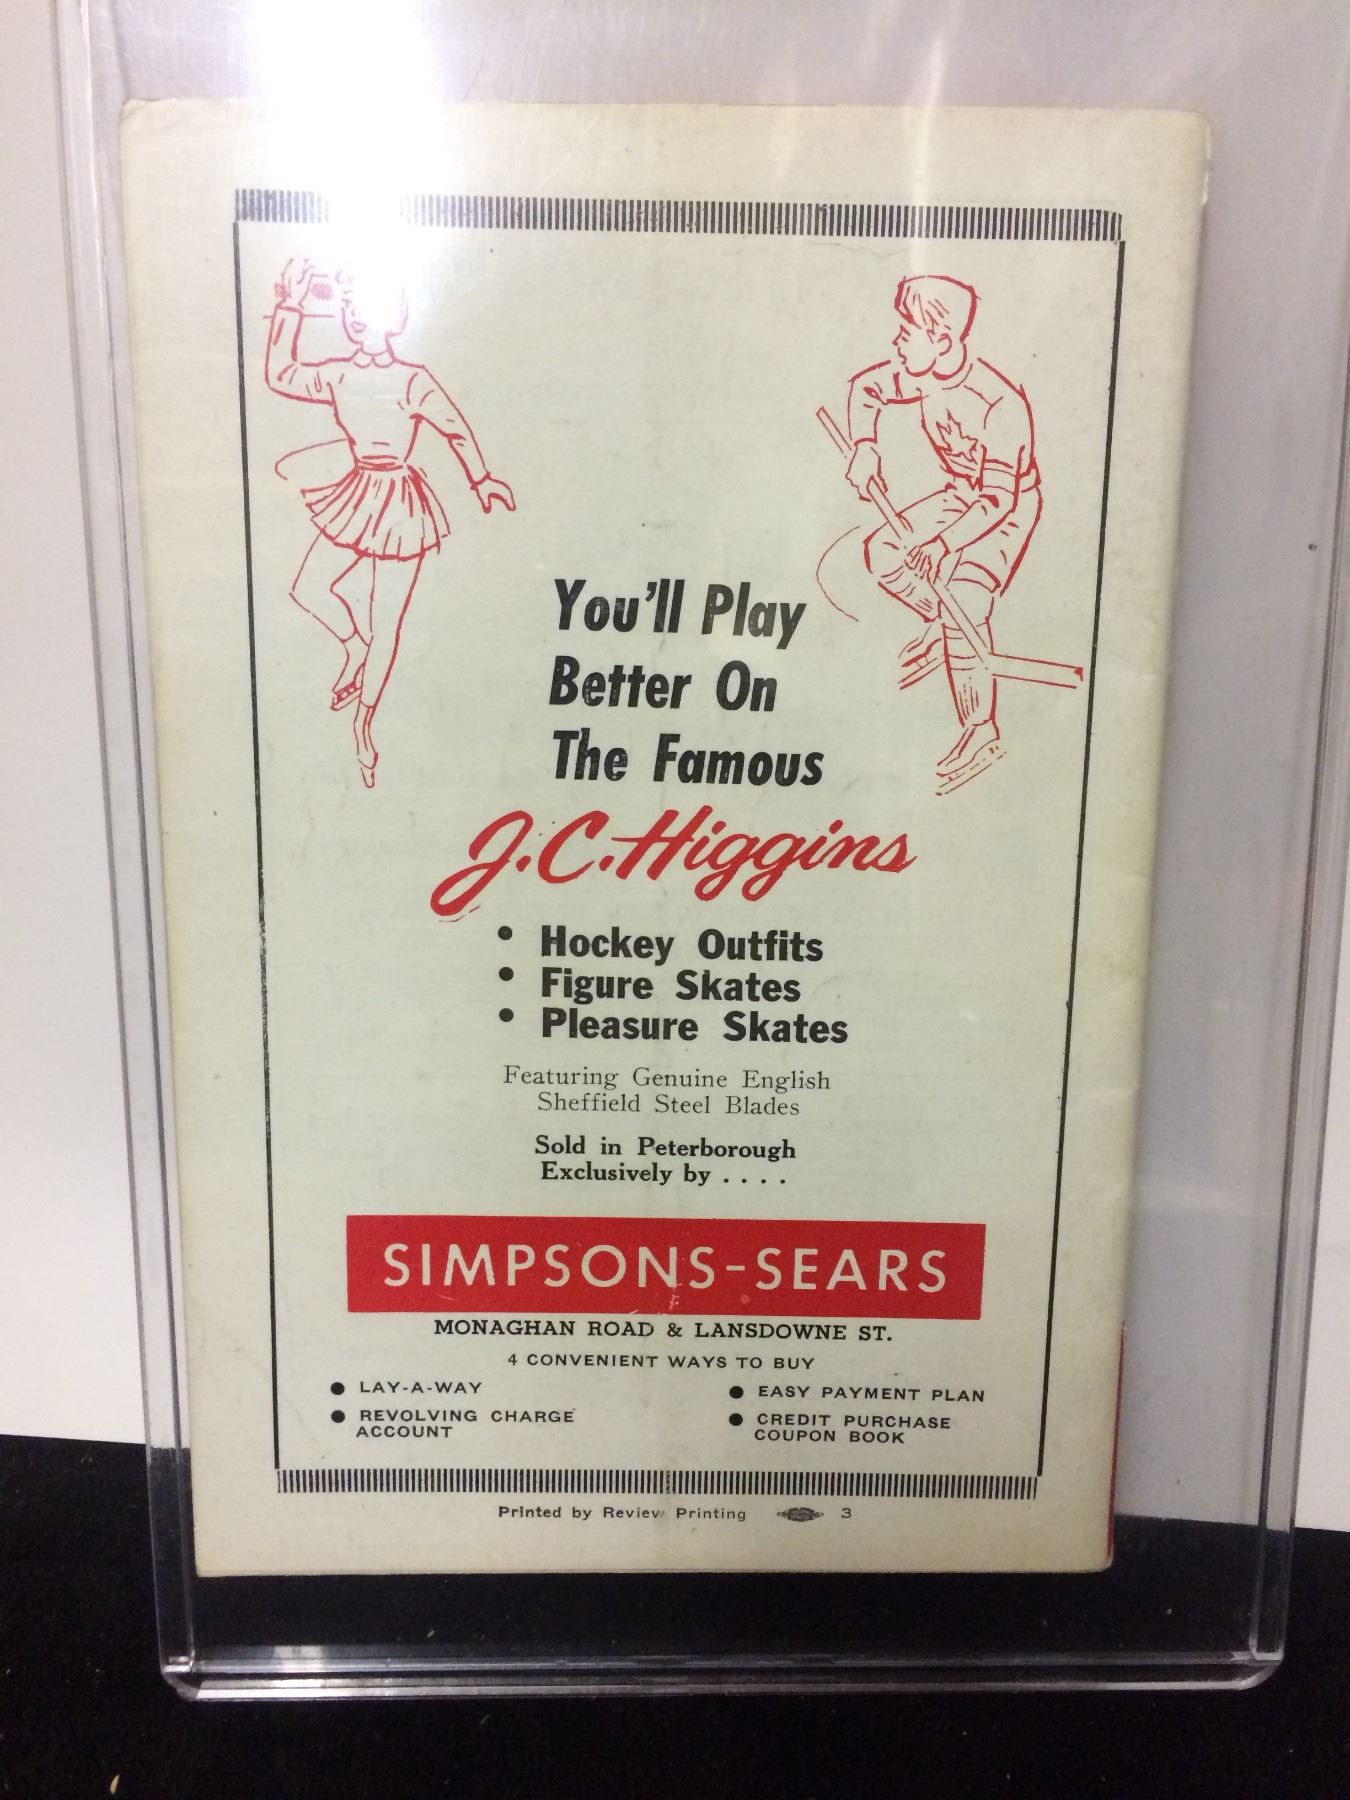 You'll Play
Better On
The Famous
J.C. Higgins
• Hockey Outfits
• Figure Skates
• Pleasure Skates
Featuring Genuine English
Sheffield Steel Blades
Sold in Peterborough
Exclusively by . . . .
SIMPSONS-SEARS
MONAGHAN ROAD & LANSDOWNE ST.
4 CONVENIENT WAYS TO BUY
● LAY-A-WAY
● REVOLVING CHARGE
ACCOUNT
● EASY PAYMENT PLAN
● CREDIT PURCHASE
COUPON BOOK
Printed by Review Printing 3